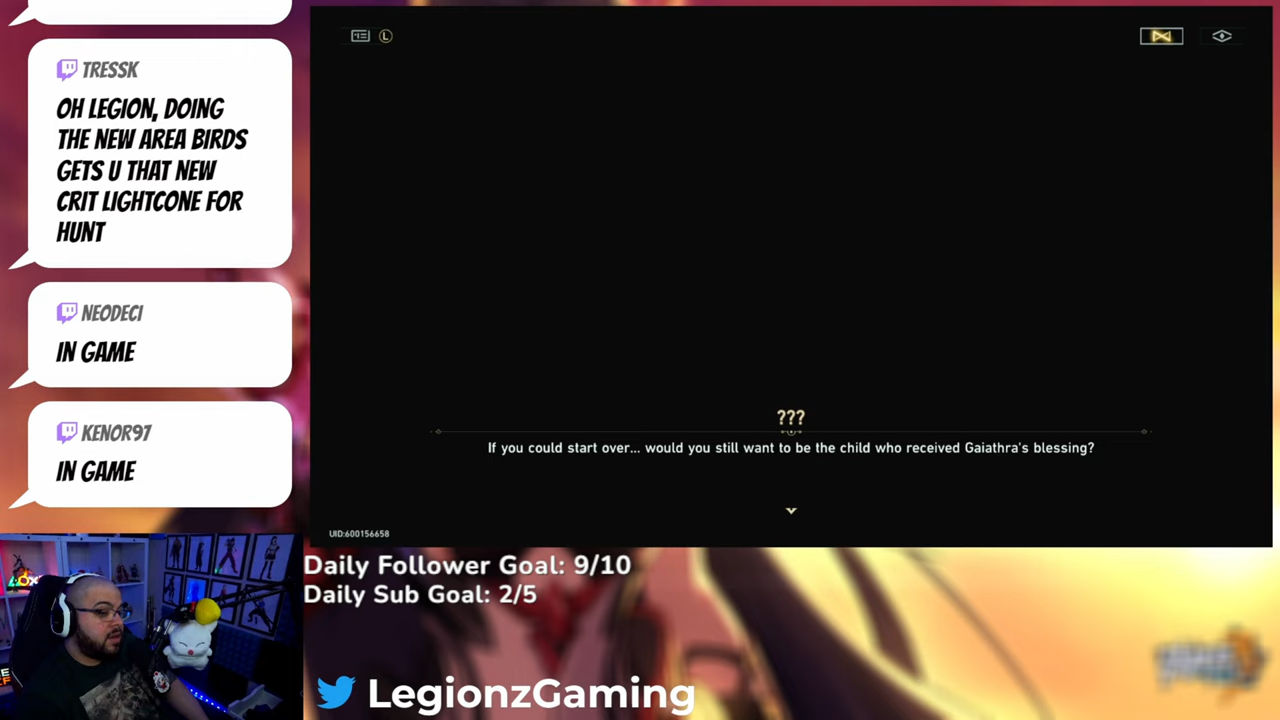 TRESSK
OH LEGION, DOING
THE NEW AREA BIRDS
GETS U THAT NEW
CRIT LIGHTCONE FOR
HUNT
NEODECI
IN GAME
KENOR97
IN GAME
L
???
If you could start over... would you still want to be the child who received Gaiathra's blessing?
UID:600156658
Daily Follower Goal: 9/10
Daily Sub Goal: 2/5
LegionzGaming